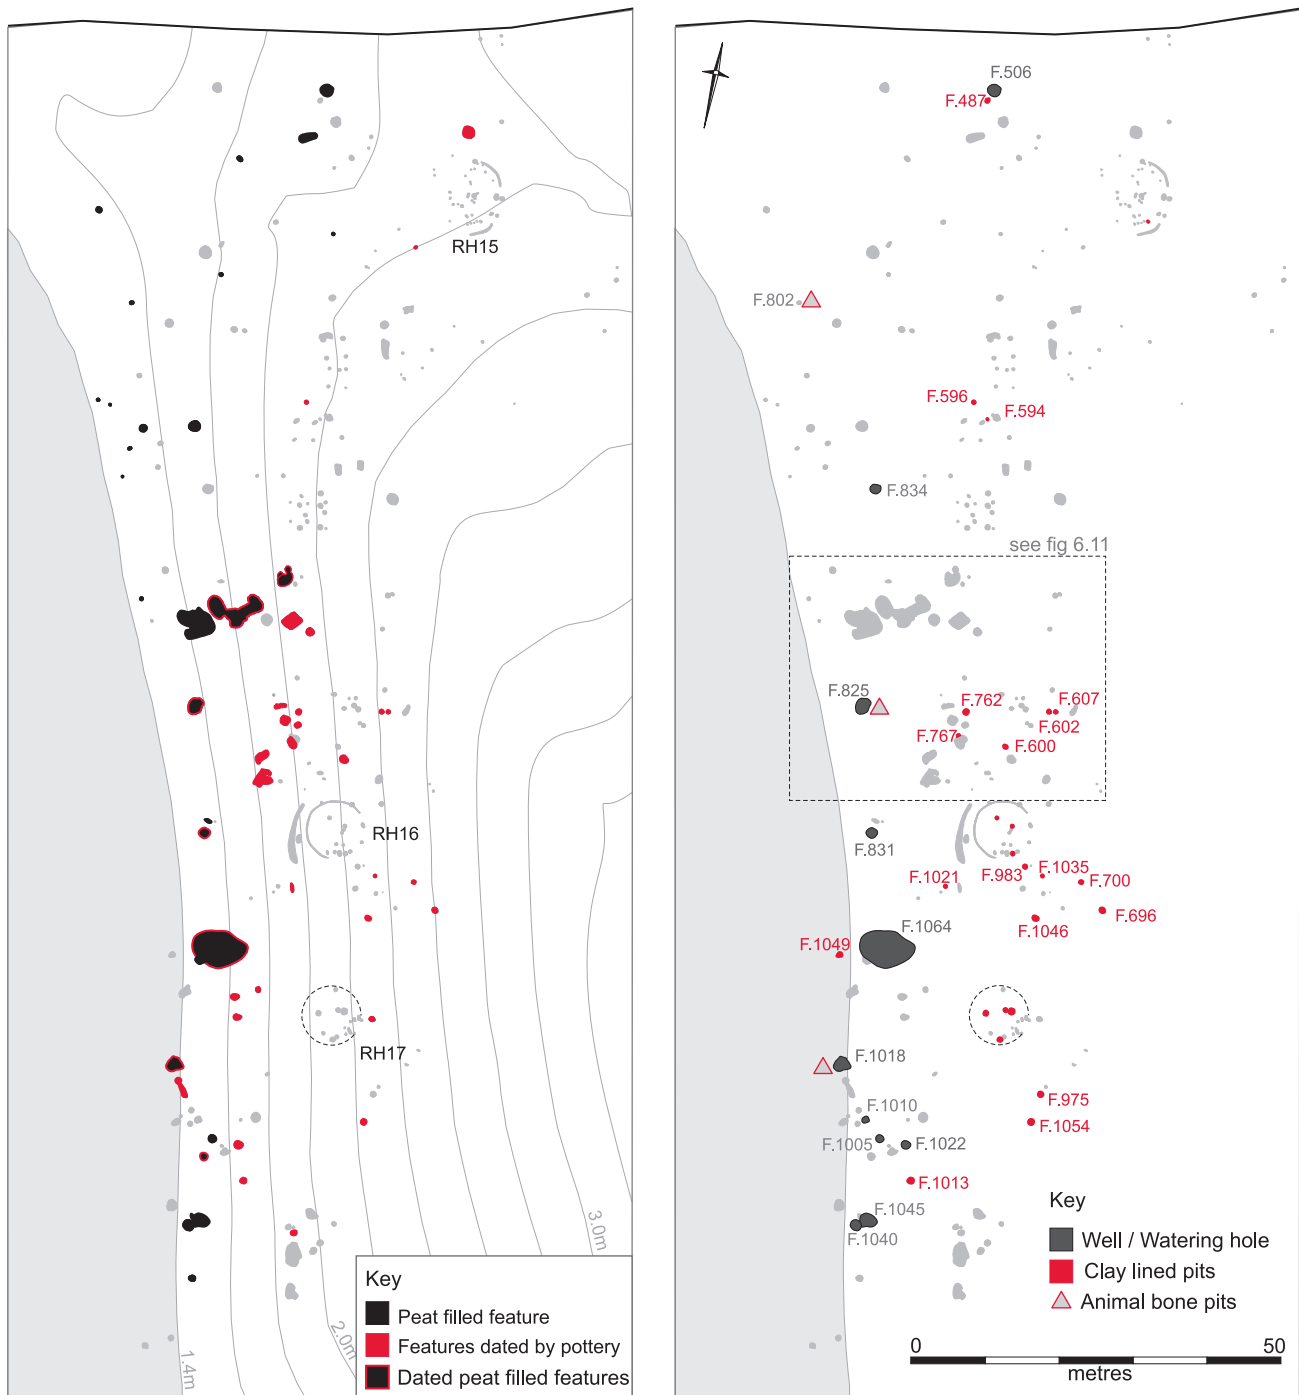 RH15
RH16
RH17
3.0m
2.0m
1.4m
Key
Peat filled feature
Features dated by pottery
Dated peat filled features
F.506
F.487
F.802
F.596
F.594
F.834
see fig 6.11
F.825
F.762
F.607
F.602
F.767
F.600
F.831
F.1021
F.983
F.1035
F.700
F.696
F.1046
F.1064
F.1049
F.1018
F.975
F.1010
F.1054
F.1005
F.1022
F.1013
F.1045
F.1040
Key
Well / Watering hole
Clay lined pits
Animal bone pits
0 50
metres